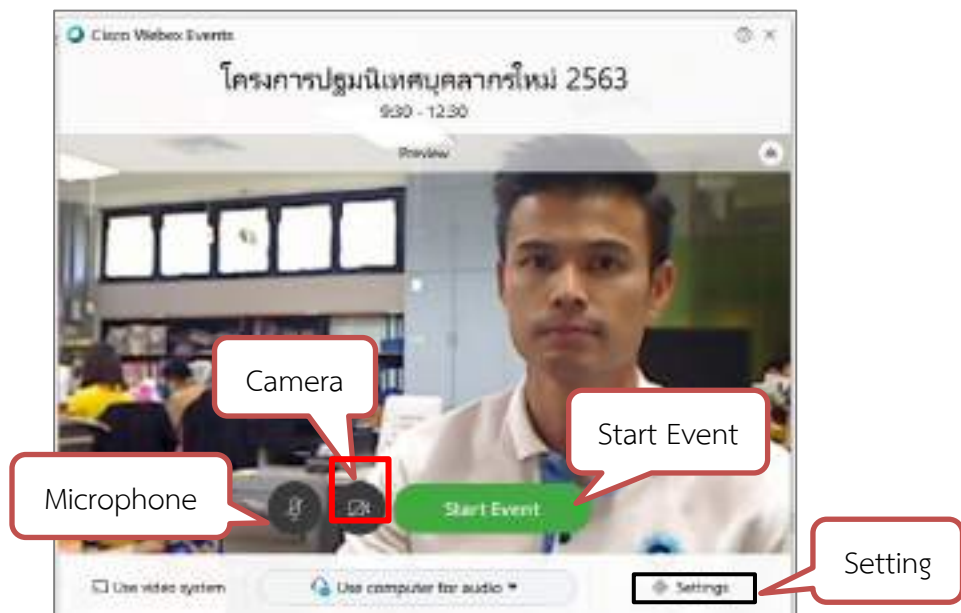 Cisco Webex Events
โครงการปฐมนิเทศบุคลากรใหม่ 2563
9:30 - 12:30
Preview
Camera
Start Event
Microphone
Start Event
Setting
Use video system
Use computer for audio
Settings